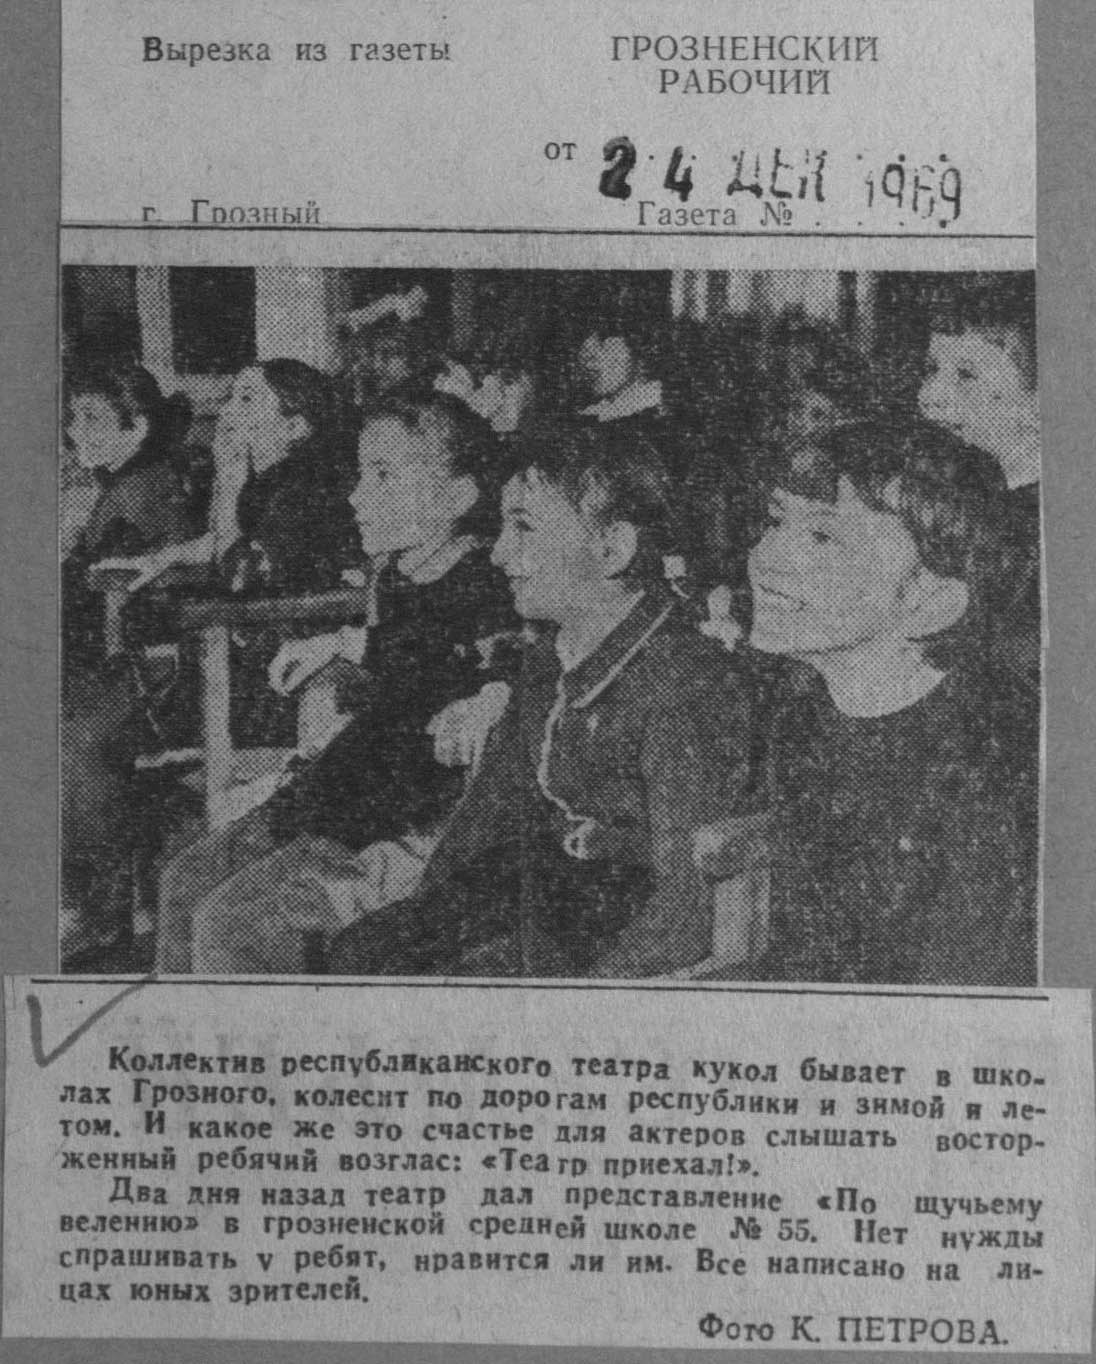 Вырезка из газеты
ГРОЗНЕНСКИЙ
РАБОЧИЙ
от 24 ДЕК 1969
г. Грозный
Газета № . . . .
Коллектив республиканского театра кукол бывает в шко-
лах Грозного, колесит по дорогам республики и зимой и ле-
том. И какое же это счастье для актеров слышать востор-
женный ребячий возглас: «Театр приехал!».
Два дня назад театр дал представление «По щучьему
велению» в грозненской средней школе № 55. Нет нужды
спрашивать у ребят, нравится ли им. Все написано на ли-
цах юных зрителей.
Фото К. ПЕТРОВА.